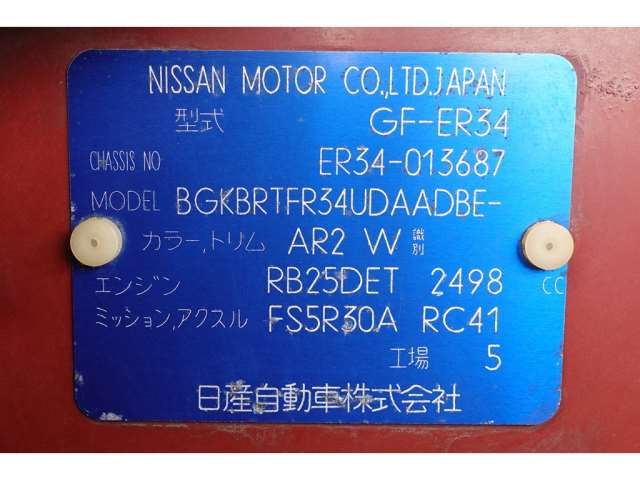 NISSAN MOTOR CO.,LTD.JAPAN
型式 GF-ER34
CHASSIS NO ER34-013687
MODEL BGKBRTFR34UDAADBE-
カラー,トリム AR2 W 識別
エンジン RB25DET 2498 CC
ミッション,アクスル FS5R30A RC41
工場 5
日産自動車株式会社